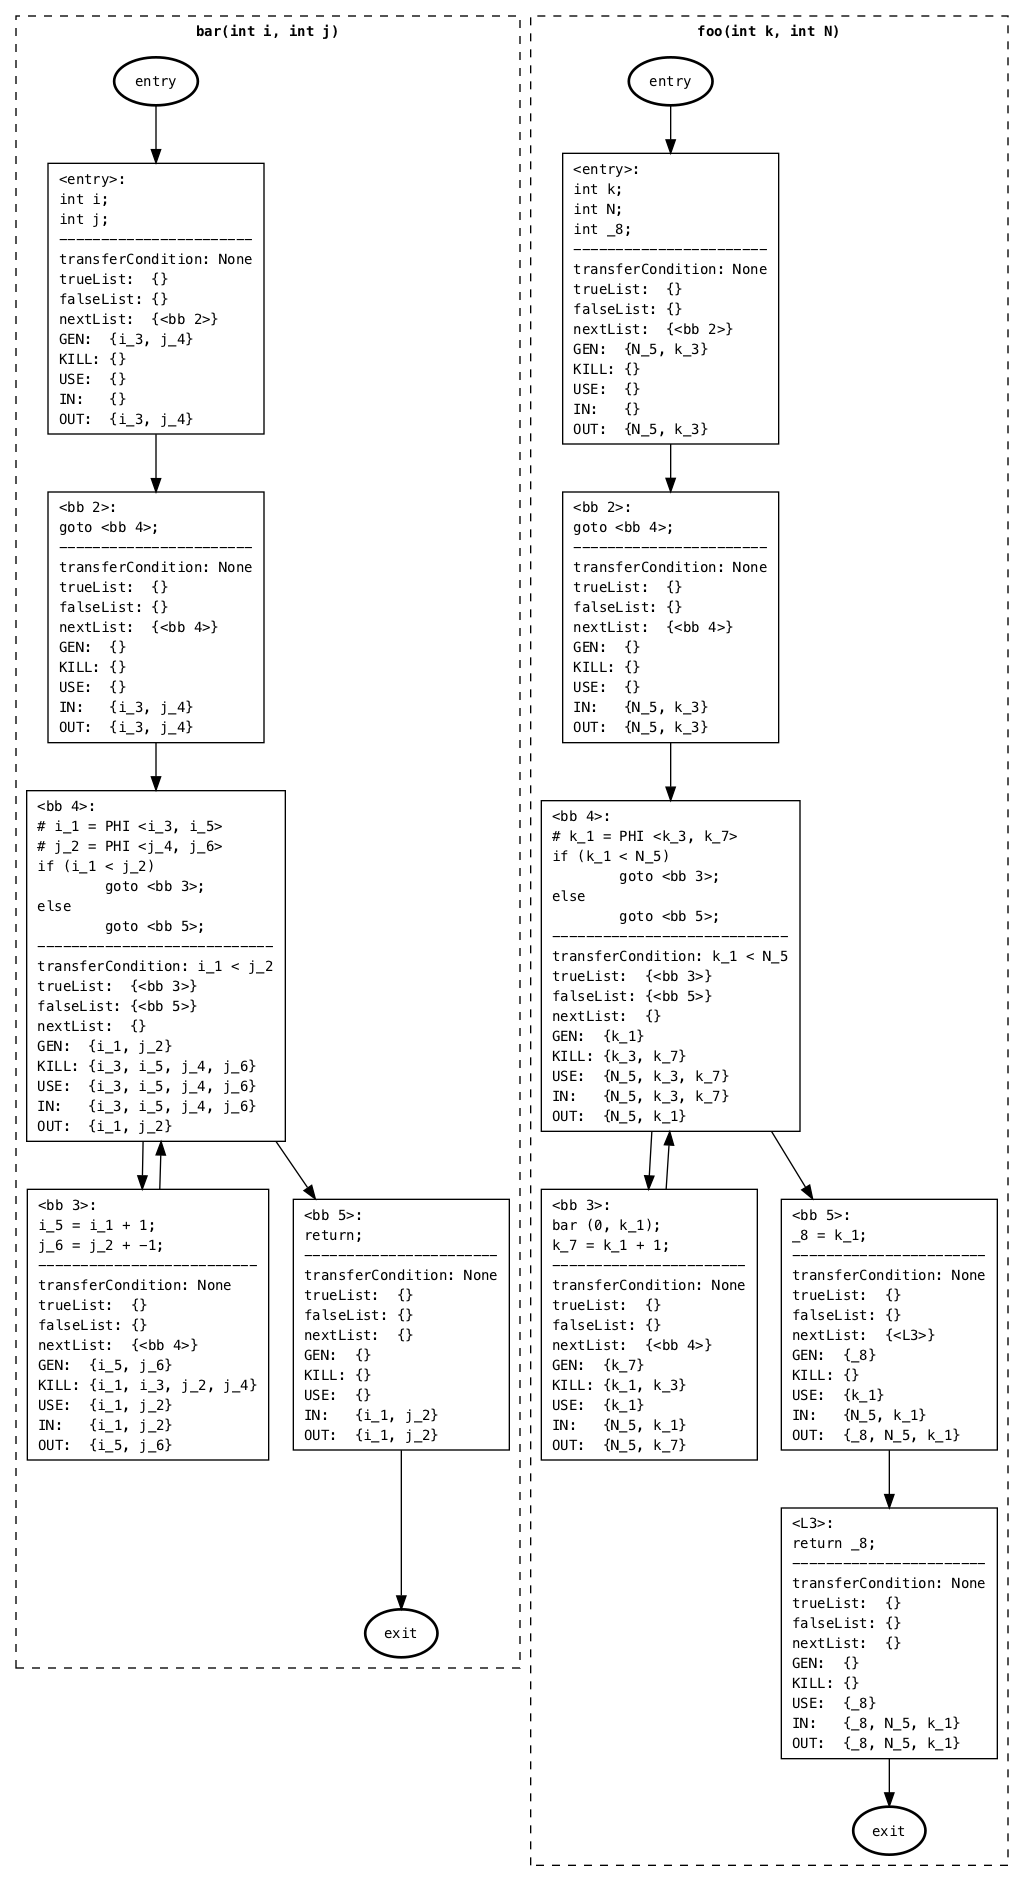 bar(int i, int j)
entry
<entry>:
int i;
int j;
-----------------------
transferCondition: None
trueList:  {}
falseList: {}
nextList:  {<bb 2>}
GEN:  {i_3, j_4}
KILL: {}
USE:  {}
IN:   {}
OUT:  {i_3, j_4}
<bb 2>:
goto <bb 4>;
-----------------------
transferCondition: None
trueList:  {}
falseList: {}
nextList:  {<bb 4>}
GEN:  {}
KILL: {}
USE:  {}
IN:   {i_3, j_4}
OUT:  {i_3, j_4}
<bb 4>:
# i_1 = PHI <i_3, i_5>
# j_2 = PHI <j_4, j_6>
if (i_1 < j_2)
        goto <bb 3>;
else
        goto <bb 5>;
----------------------------
transferCondition: i_1 < j_2
trueList:  {<bb 3>}
falseList: {<bb 5>}
nextList:  {}
GEN:  {i_1, j_2}
KILL: {i_3, i_5, j_4, j_6}
USE:  {i_3, i_5, j_4, j_6}
IN:   {i_3, i_5, j_4, j_6}
OUT:  {i_1, j_2}
<bb 3>:
i_5 = i_1 + 1;
j_6 = j_2 + -1;
--------------------------
transferCondition: None
trueList:  {}
falseList: {}
nextList:  {<bb 4>}
GEN:  {i_5, j_6}
KILL: {i_1, i_3, j_2, j_4}
USE:  {i_1, j_2}
IN:   {i_1, j_2}
OUT:  {i_5, j_6}
<bb 5>:
return;
-----------------------
transferCondition: None
trueList:  {}
falseList: {}
nextList:  {}
GEN:  {}
KILL: {}
USE:  {}
IN:   {i_1, j_2}
OUT:  {i_1, j_2}
exit
foo(int k, int N)
entry
<entry>:
int k;
int N;
int _8;
-----------------------
transferCondition: None
trueList:  {}
falseList: {}
nextList:  {<bb 2>}
GEN:  {N_5, k_3}
KILL: {}
USE:  {}
IN:   {}
OUT:  {N_5, k_3}
<bb 2>:
goto <bb 4>;
-----------------------
transferCondition: None
trueList:  {}
falseList: {}
nextList:  {<bb 4>}
GEN:  {}
KILL: {}
USE:  {}
IN:   {N_5, k_3}
OUT:  {N_5, k_3}
<bb 4>:
# k_1 = PHI <k_3, k_7>
if (k_1 < N_5)
        goto <bb 3>;
else
        goto <bb 5>;
----------------------------
transferCondition: k_1 < N_5
trueList:  {<bb 3>}
falseList: {<bb 5>}
nextList:  {}
GEN:  {k_1}
KILL: {k_3, k_7}
USE:  {N_5, k_3, k_7}
IN:   {N_5, k_3, k_7}
OUT:  {N_5, k_1}
<bb 3>:
bar (0, k_1);
k_7 = k_1 + 1;
-----------------------
transferCondition: None
trueList:  {}
falseList: {}
nextList:  {<bb 4>}
GEN:  {k_7}
KILL: {k_1, k_3}
USE:  {k_1}
IN:   {N_5, k_1}
OUT:  {N_5, k_7}
<bb 5>:
_8 = k_1;
-----------------------
transferCondition: None
trueList:  {}
falseList: {}
nextList:  {<L3>}
GEN:  {_8}
KILL: {}
USE:  {k_1}
IN:   {N_5, k_1}
OUT:  {_8, N_5, k_1}
<L3>:
return _8;
-----------------------
transferCondition: None
trueList:  {}
falseList: {}
nextList:  {}
GEN:  {}
KILL: {}
USE:  {_8}
IN:   {_8, N_5, k_1}
OUT:  {_8, N_5, k_1}
exit